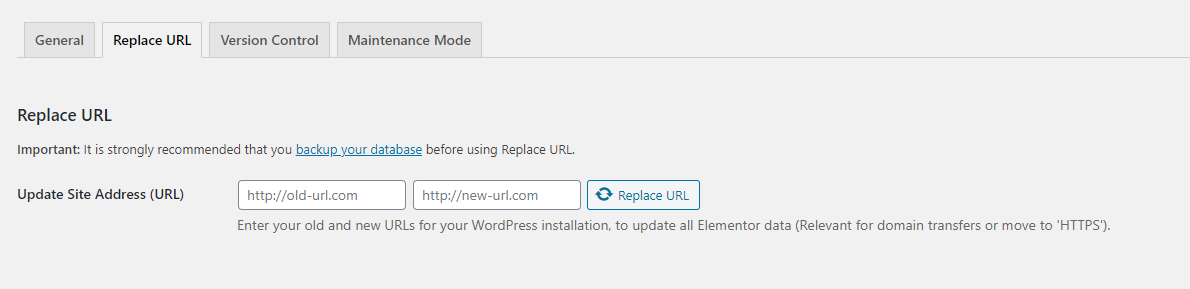 General Replace URL Version Control Maintenance Mode
Replace URL
Important: It is strongly recommended that you backup your database before using Replace URL.
Update Site Address (URL) http://old-url.com http://new-url.com Replace URL
Enter your old and new URLs for your WordPress installation, to update all Elementor data (Relevant for domain transfers or move to 'HTTPS').